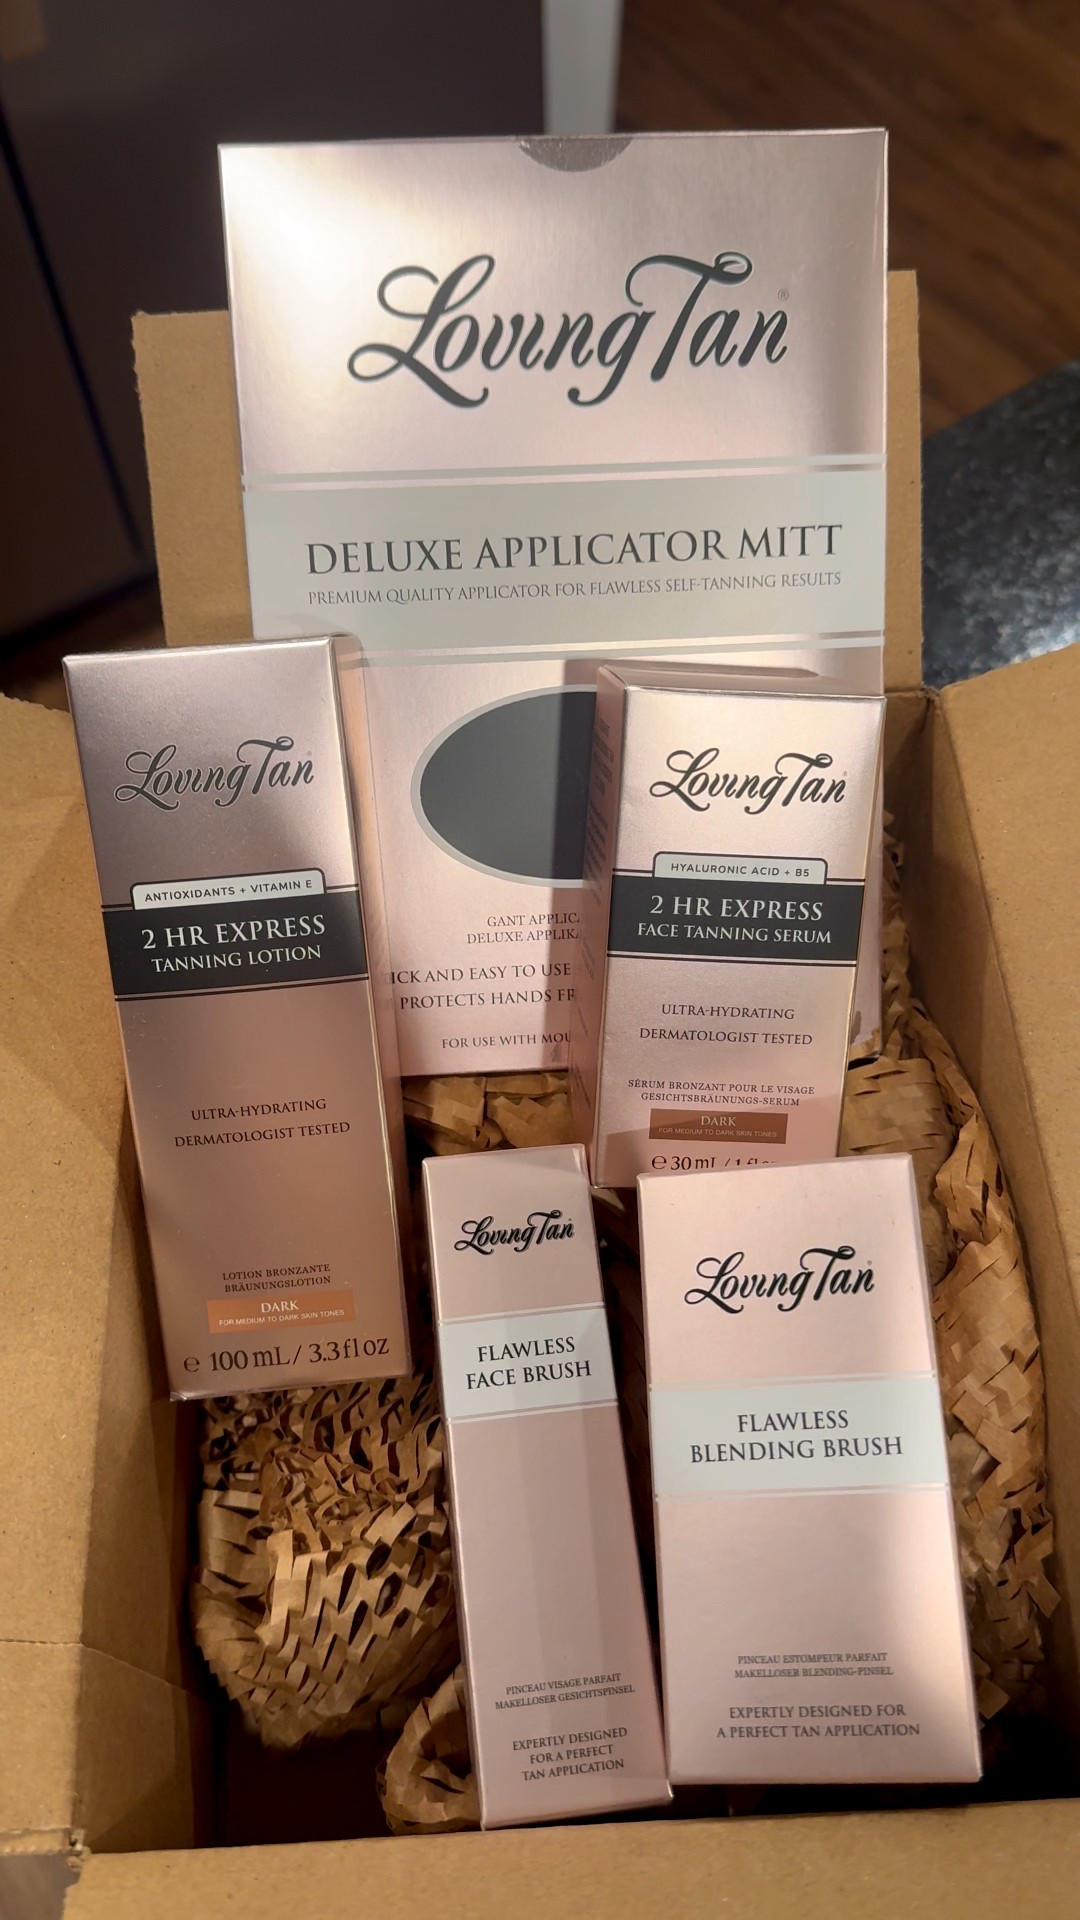 Loving Tan®
DELUXE APPLICATOR MITT
PREMIUM QUALITY APPLICATOR FOR FLAWLESS SELF-TANNING RESULTS
GANT APPLIC
DELUXE APPLIK
ICK AND EASY TO USE
PROTECTS HANDS FR
FOR USE WITH MOU
Loving Tan
ANTIOXIDANTS + VITAMIN E
2 HR EXPRESS
TANNING LOTION
ULTRA-HYDRATING
DERMATOLOGIST TESTED
LOTION BRONZANTE
BRÄUNUNGSLOTION
DARK
FOR MEDIUM TO DARK SKIN TONES
℮ 100 mL / 3.3 fl oz
Loving Tan
HYALURONIC ACID + B5
2 HR EXPRESS
FACE TANNING SERUM
ULTRA-HYDRATING
DERMATOLOGIST TESTED
SÉRUM BRONZANT POUR LE VISAGE
GESICHTSBRÄUNUNGS-SERUM
DARK
FOR MEDIUM TO DARK SKIN TONES
℮ 30 mL / 1 fl oz
Loving Tan
FLAWLESS
FACE BRUSH
PINCEAU VISAGE PARFAIT
MAKELLOSER GESICHTSPINSEL
EXPERTLY DESIGNED
FOR A PERFECT
TAN APPLICATION
Loving Tan
FLAWLESS
BLENDING BRUSH
PINCEAU ESTOMPEUR PARFAIT
MAKELLOSER BLENDING-PINSEL
EXPERTLY DESIGNED FOR
A PERFECT TAN APPLICATION